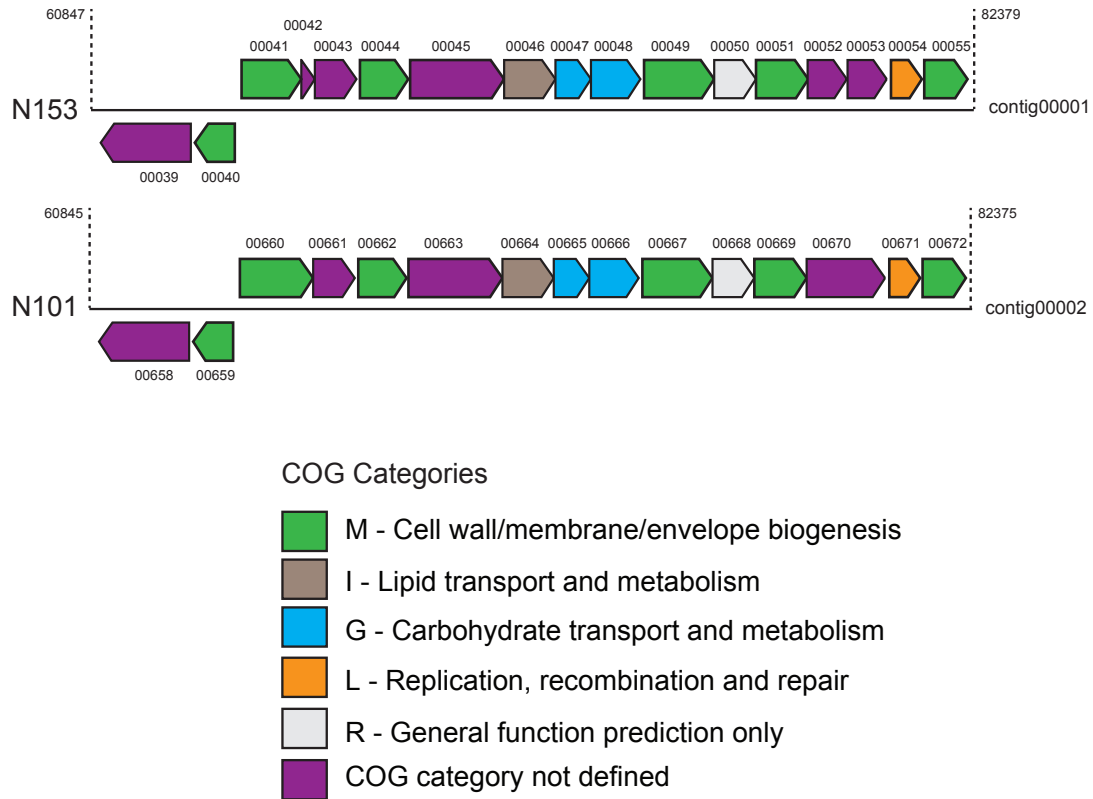 60847
82379
00042
00041 00043 00044 00045 00046 00047 00048 00049 00050 00051 00052 00053 00054 00055
N153
contig00001
00039 00040
60845
82375
00660 00661 00662 00663 00664 00665 00666 00667 00668 00669 00670 00671 00672
N101
contig00002
00658 00659
COG Categories
M - Cell wall/membrane/envelope biogenesis
I - Lipid transport and metabolism
G - Carbohydrate transport and metabolism
L - Replication, recombination and repair
R - General function prediction only
COG category not defined